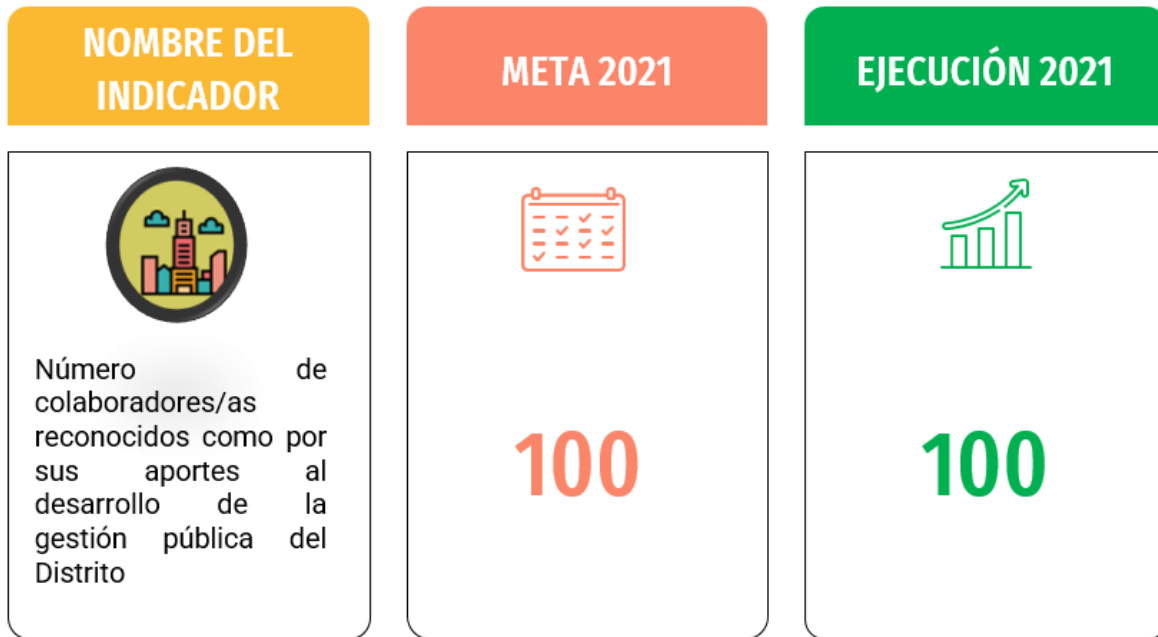 NOMBRE DEL
INDICADOR
META 2021
EJECUCIÓN 2021
Número de
colaboradores/as
reconocidos como por
sus aportes al
desarrollo de la
gestión pública del
Distrito
100
100